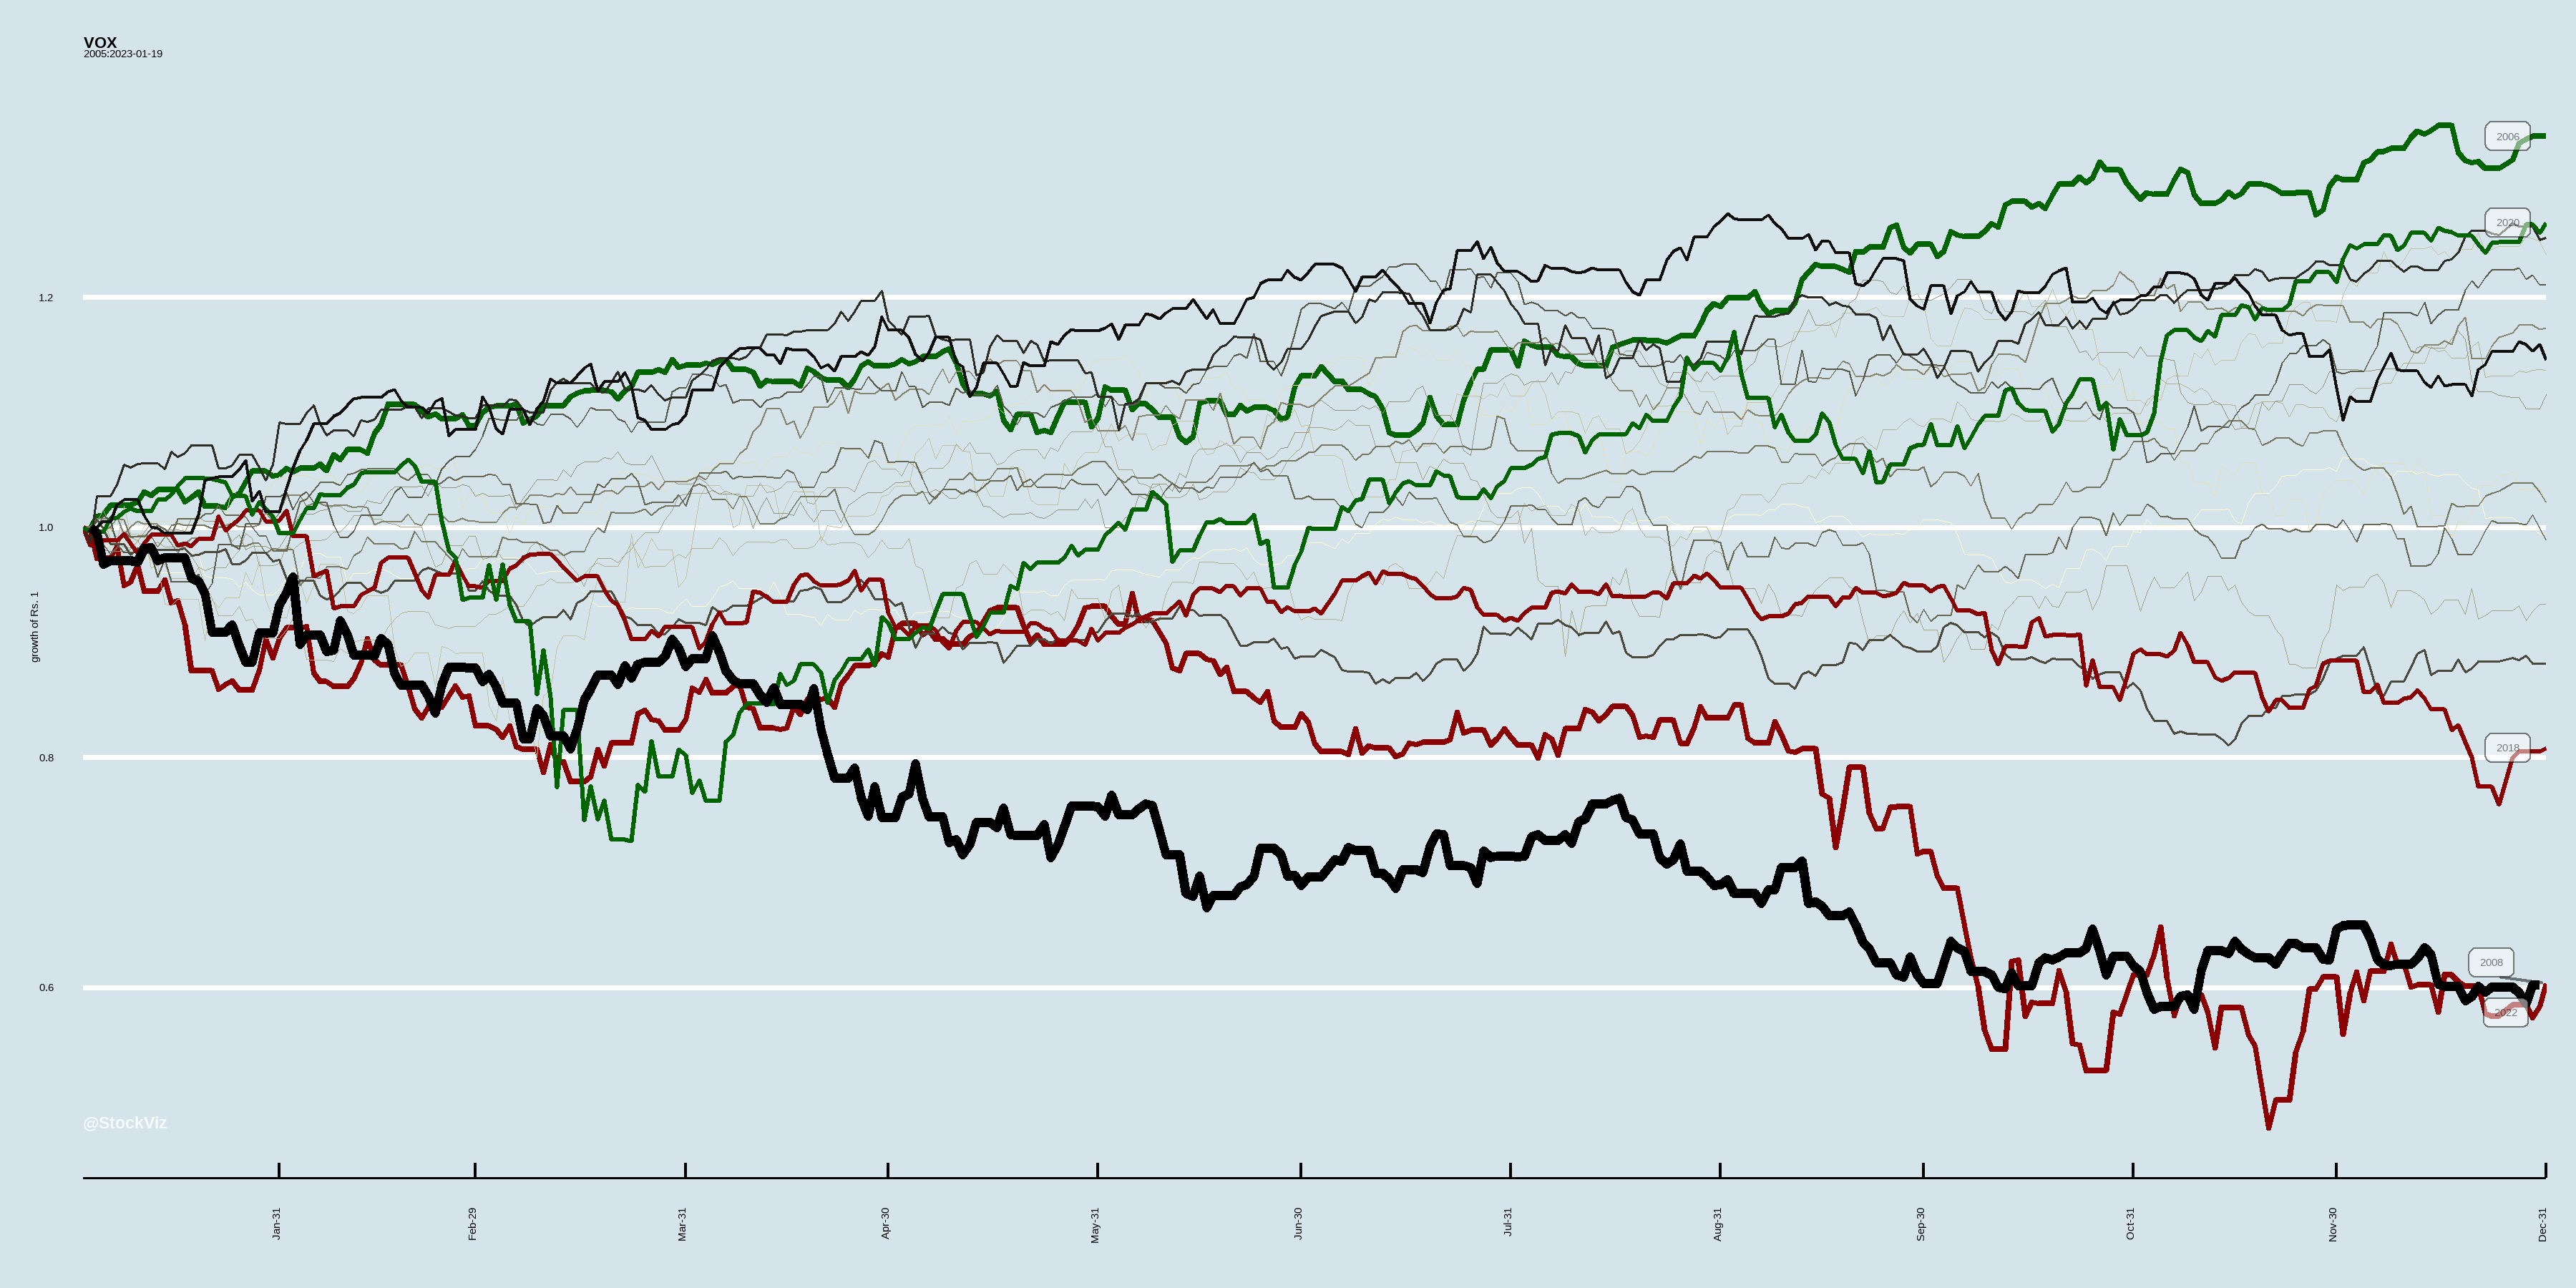 VOX
2005:2023-01-19
2006
2020
1.2
1.0
growth of Rs. 1
0.8
2018
2008
0.6
2022
@StockViz
Jan-31
Feb-29
Mar-31
Apr-30
May-31
Jun-30
Jul-31
Aug-31
Sep-30
Oct-31
Nov-30
Dec-31